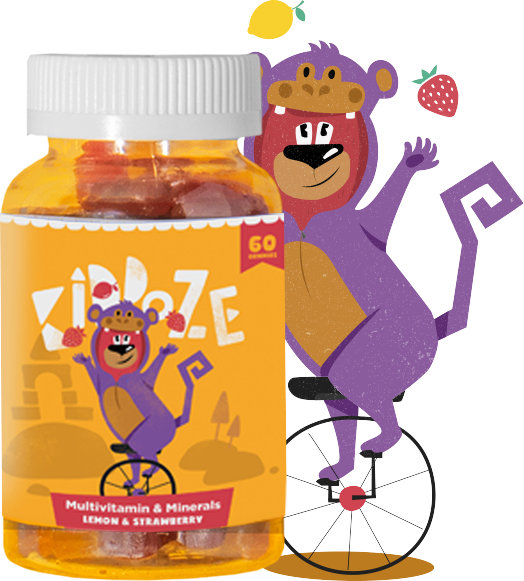 60
GUMMIES
KIDDOZE
Multivitamin & Minerals
LEMON & STRAWBERRY